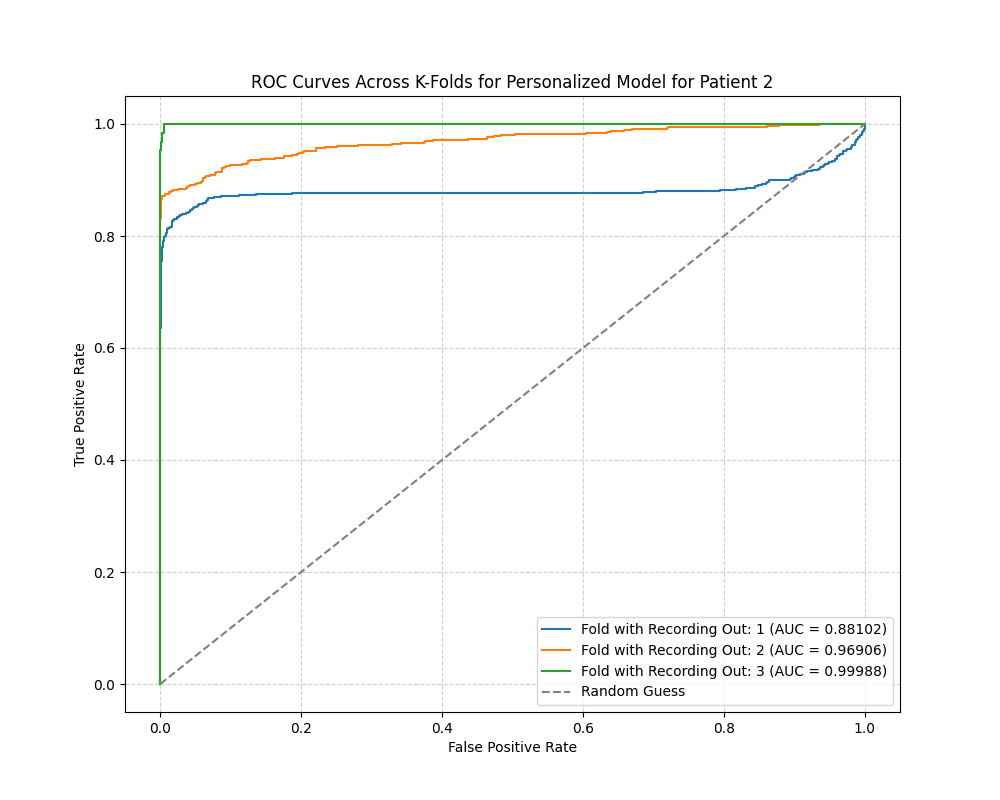 ROC Curves Across K-Folds for Personalized Model for Patient 2
True Positive Rate
1.0
0.8
0.6
0.4
0.2
0.0
0.0 0.2 0.4 0.6 0.8 1.0
False Positive Rate
Fold with Recording Out: 1 (AUC = 0.88102)
Fold with Recording Out: 2 (AUC = 0.96906)
Fold with Recording Out: 3 (AUC = 0.99988)
Random Guess